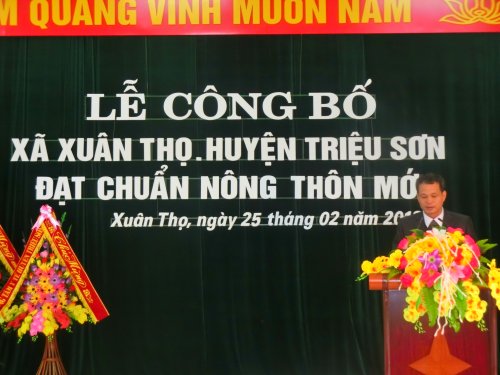 QUANG VINH MUÔN NĂM
LỄ CÔNG BỐ
XÃ XUÂN THỌ.HUYỆN TRIỆU SƠN
ĐẠT CHUẨN NÔNG THÔN MỚI
Xuân Thọ, ngày 25 tháng 02 năm